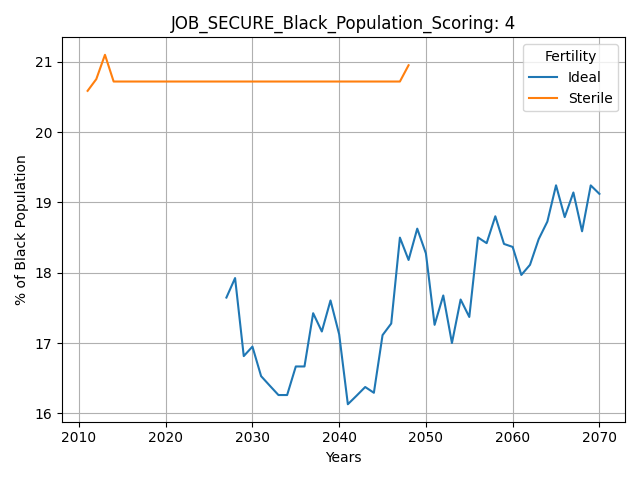 JOB_SECURE_Black_Population_Scoring: 4
% of Black Population
21
20
19
18
17
16
Fertility
Ideal
Sterile
2010 2020 2030 2040 2050 2060 2070
Years